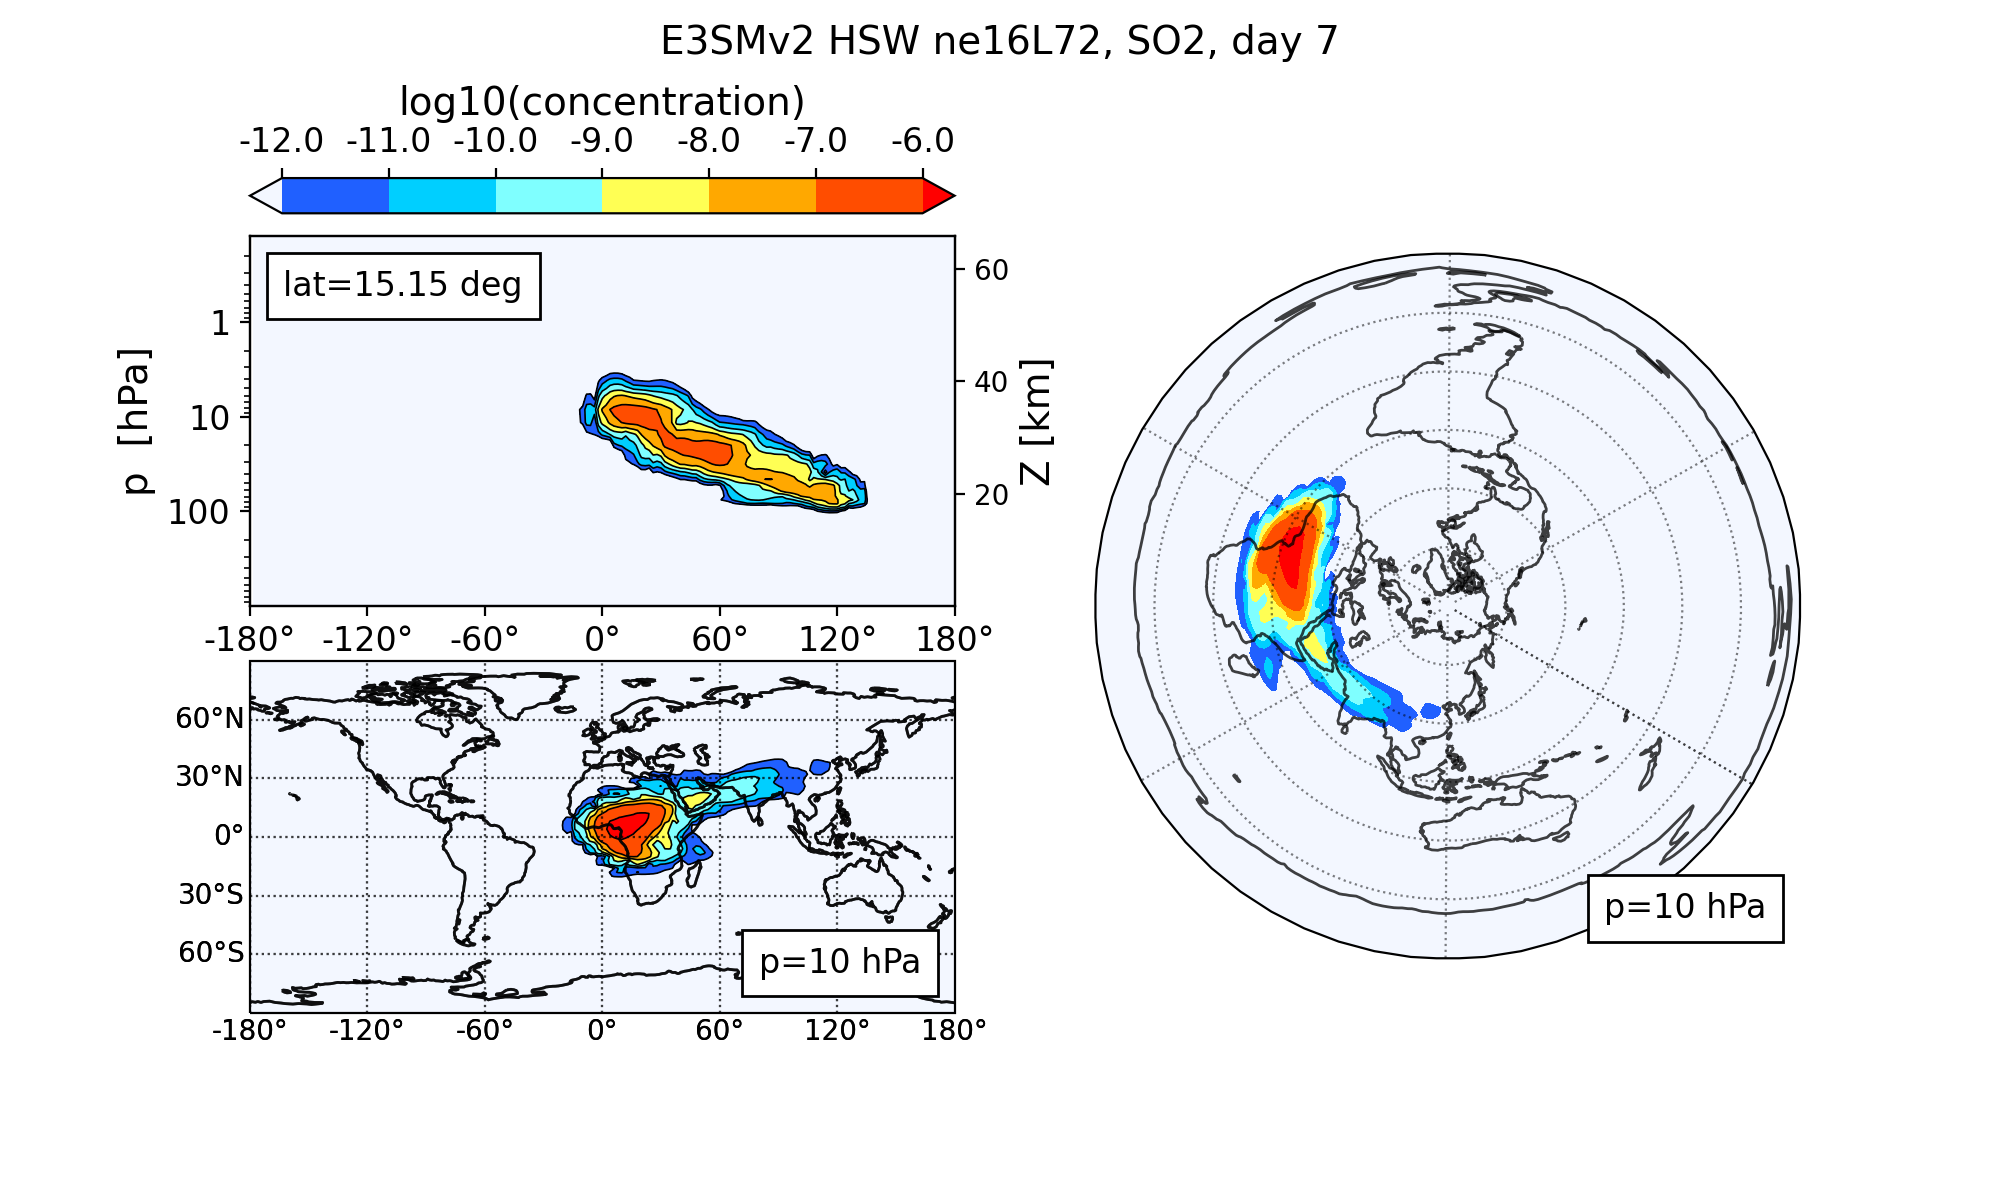 E3SMv2 HSW ne16L72, SO2, day 7
log10(concentration)
-12.0 -11.0 -10.0 -9.0 -8.0 -7.0 -6.0
lat=15.15 deg
p [hPa]
1
10
100
60
40
20
Z [km]
-180° -120° -60° 0° 60° 120° 180°
60°N
30°N
0°
30°S
60°S
p=10 hPa
-180° -120° -60° 0° 60° 120° 180°
p=10 hPa